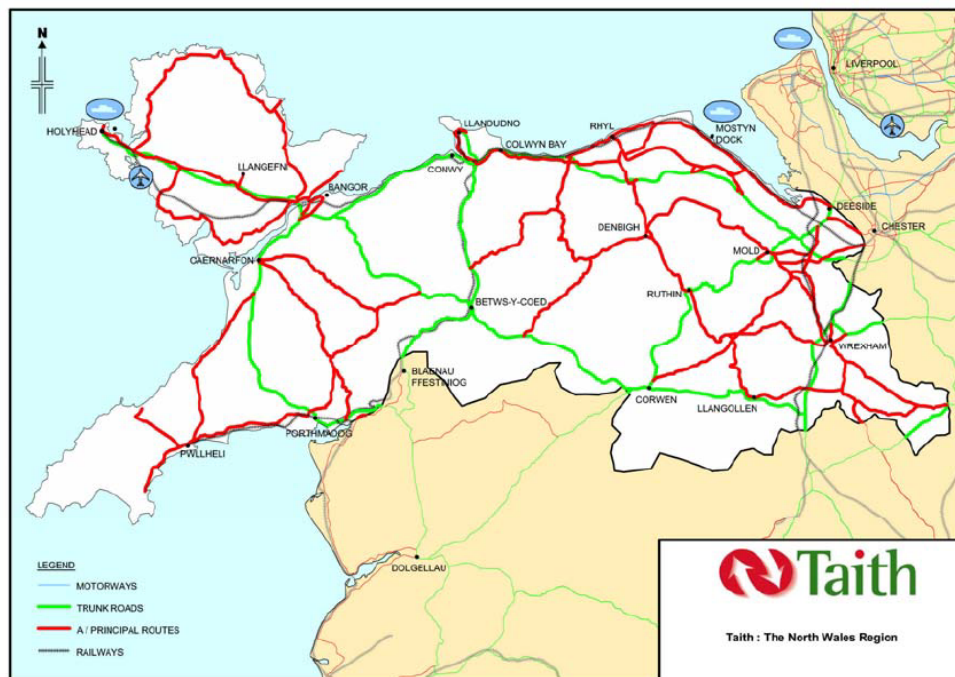 N
LIVERPOOL
HOLYHEAD
LLANDUDNO
RHYL
MOSTYN
DOCK
COLWYN BAY
LLANGEFNI
CONWY
BANGOR
DEESIDE
DENBIGH
CHESTER
MOLD
CAERNARFON
RUTHIN
BETWS-Y-COED
WREXHAM
BLAENAU
FFESTINIOG
CORWEN
LLANGOLLEN
PORTHMADOG
PWLLHELI
DOLGELLAU
LEGEND
MOTORWAYS
TRUNK ROADS
A / PRINCIPAL ROUTES
RAILWAYS
Taith
Taith : The North Wales Region